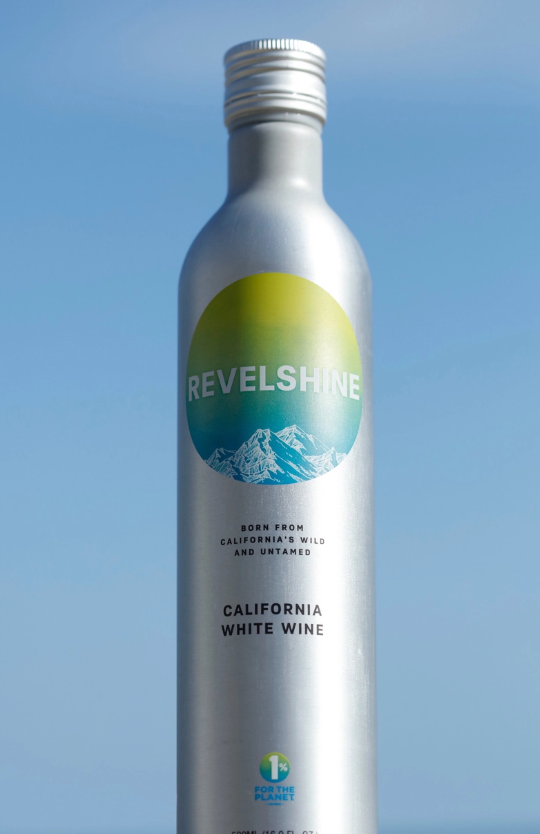 REVELSHINE
BORN FROM
CALIFORNIA'S WILD
AND UNTAMED
CALIFORNIA
WHITE WINE
1%
FOR THE
PLANET